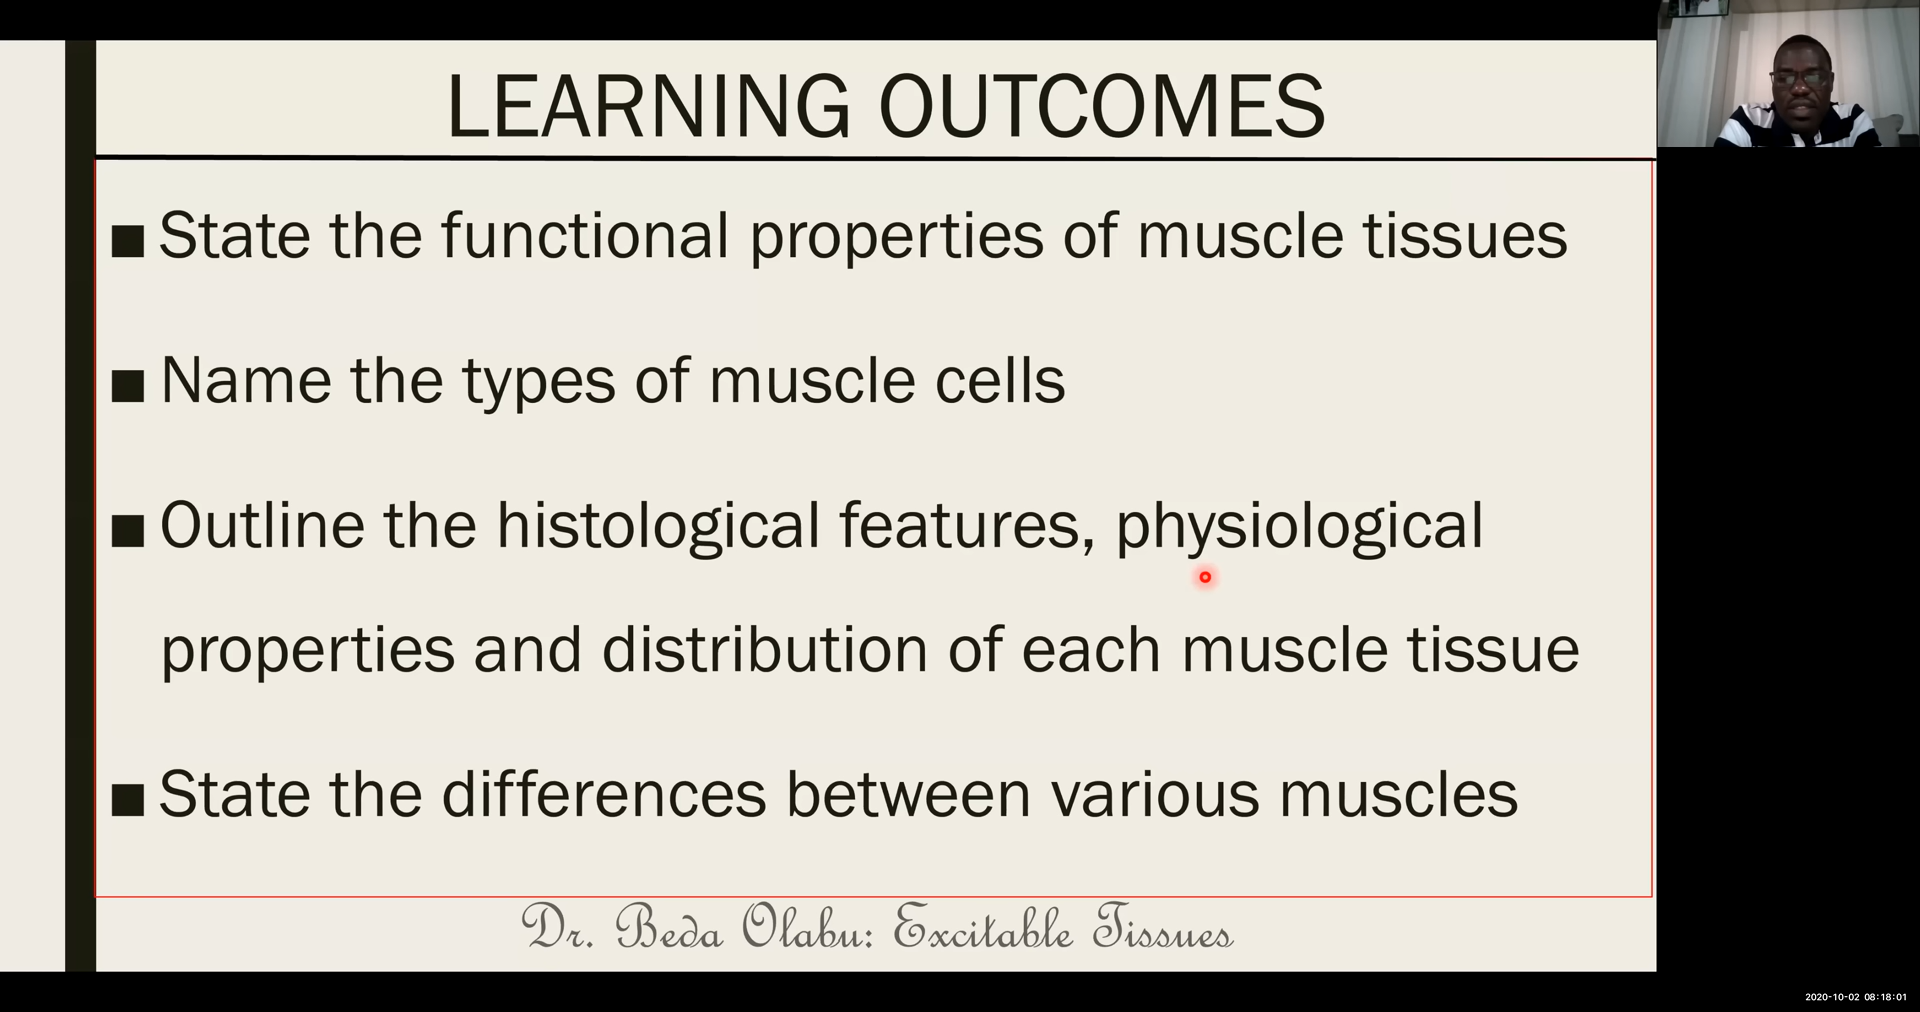 LEARNING OUTCOMES
■ State the functional properties of muscle tissues
■ Name the types of muscle cells
■ Outline the histological features, physiological
properties and distribution of each muscle tissue
■ State the differences between various muscles
Dr. Beda Olabu: Excitable Tissues
2020-10-02 08:18:01